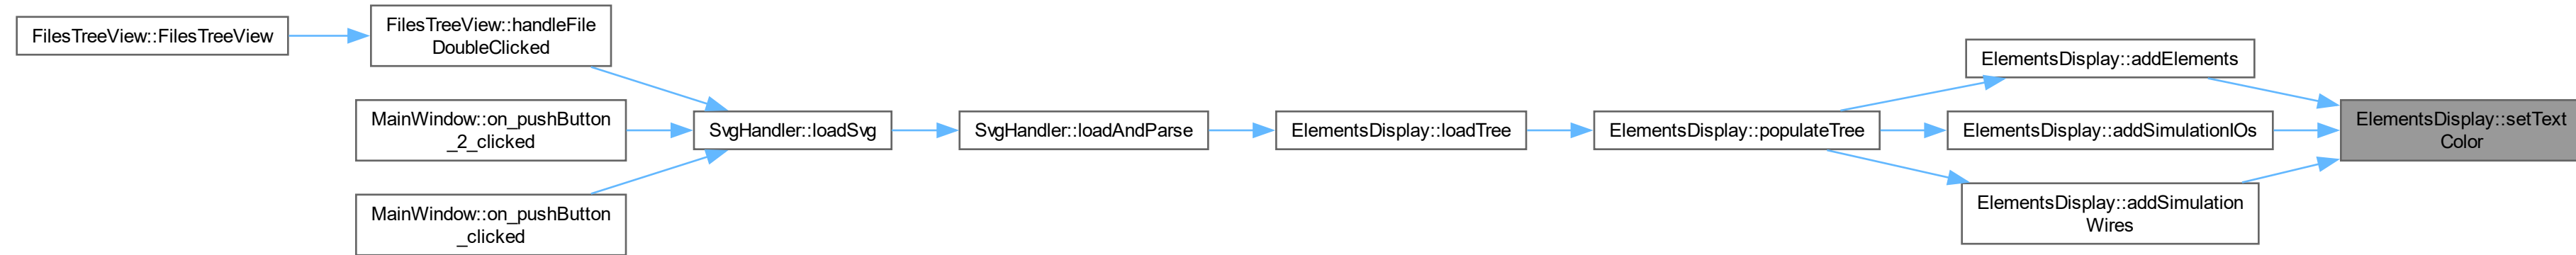 FilesTreeView::FilesTreeView
FilesTreeView::handleFile
DoubleClicked
MainWindow::on_pushButton
_2_clicked
MainWindow::on_pushButton
_clicked
SvgHandler::loadSvg
SvgHandler::loadAndParse
ElementsDisplay::loadTree
ElementsDisplay::populateTree
ElementsDisplay::addElements
ElementsDisplay::addSimulationIOs
ElementsDisplay::addSimulation
Wires
ElementsDisplay::setText
Color